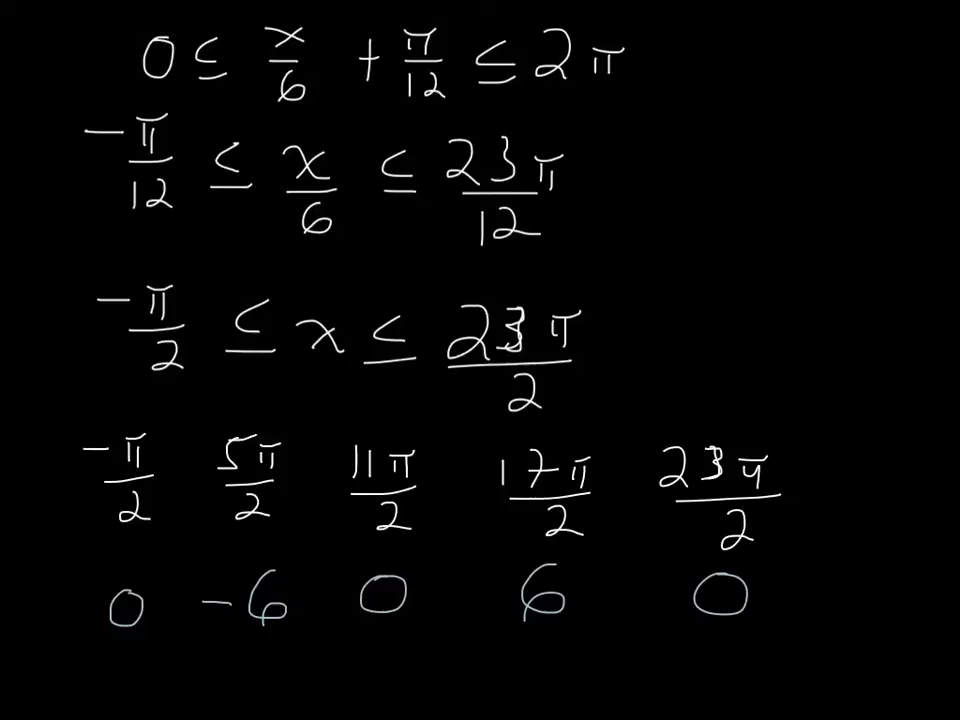 0 ≤ x/6 + π/12 ≤ 2π
-π/12 ≤ x/6 ≤ 23π/12
-π/2 ≤ x ≤ 23π/2
-π/2 5π/2 11π/2 17π/2 23π/2
0 -6 0 6 0